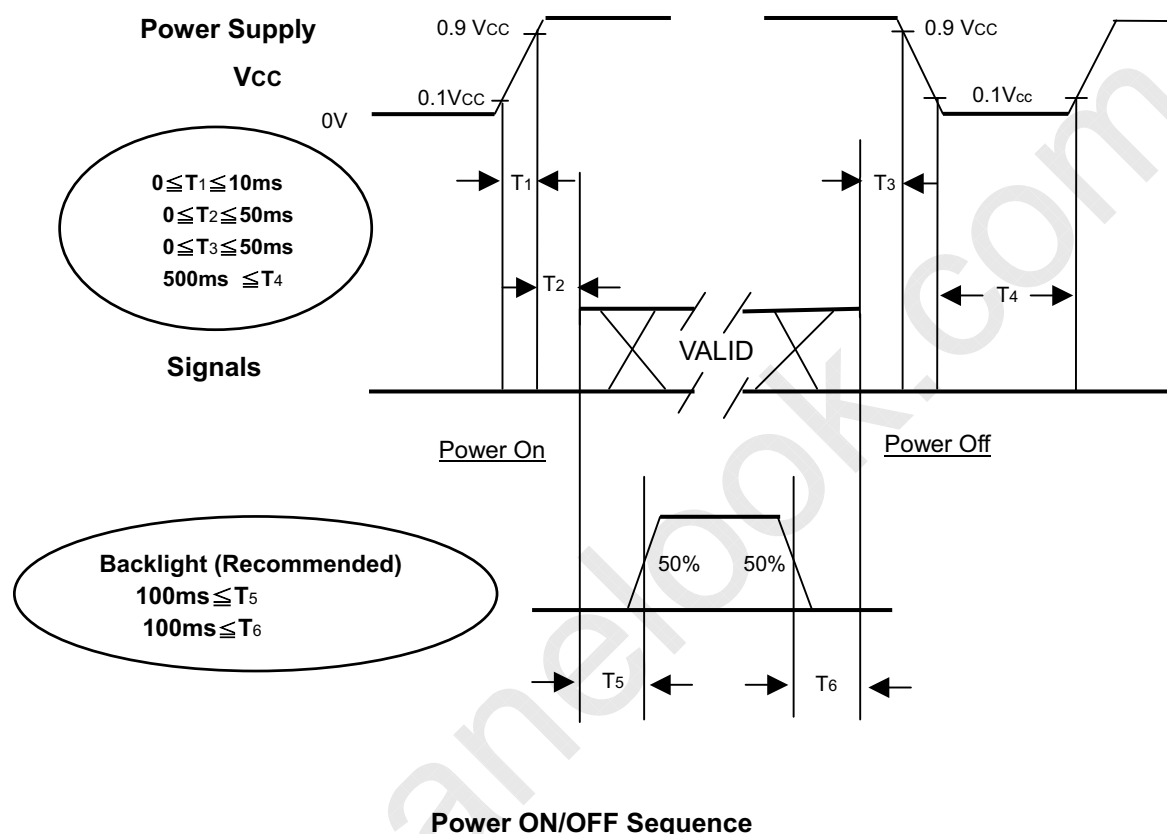 Power Supply
Vcc
0.9 Vcc
0.1Vcc
0V
0.9 Vcc
0.1Vcc
0≦T1≦10ms
0≦T2≦50ms
0≦T3≦50ms
500ms ≦T4
T1
T2
T3
T4
Signals
VALID
Power On
Power Off
Backlight (Recommended)
100ms≦T5
100ms≦T6
50%
50%
T5
T6
anelook.com
Power ON/OFF Sequence